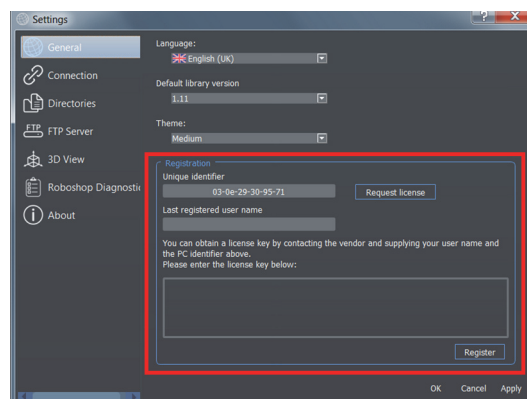 Settings
General
Connection
Directories
FTP FTP Server
3D View
Roboshop Diagnostic
About
Language:
English (UK)
Default library version
1.11
Theme:
Medium
Registration
Unique identifier
03-0e-29-30-95-71
Request license
Last registered user name
You can obtain a license key by contacting the vendor and supplying your user name and
the PC identifier above.
Please enter the license key below:
Register
OK Cancel Apply